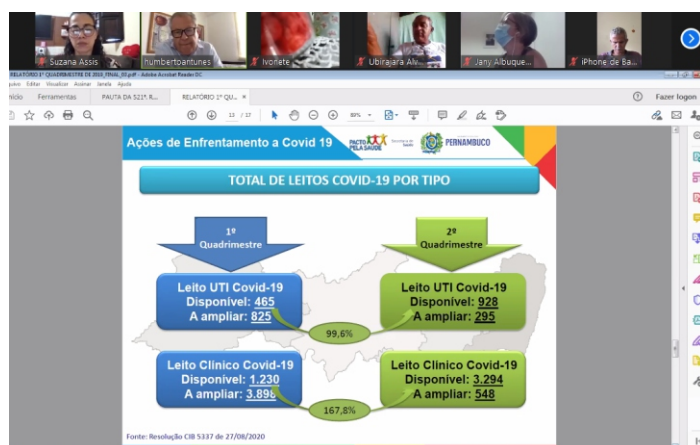 Suzana Assis
humbertoantunes
Ivonete
Ubirajara Alv...
Jany Albuque...
iPhone de Ba...
RELATÓRIO 1º QUADRIMESTRE DE 2019_FINAL_02.pdf - Adobe Acrobat Reader DC
Editar Visualizar Assinar Janela Ajuda
Ferramentas
PAUTA DA 521ª R...
RELATÓRIO 1º QU... ×
Fazer logon
13 / 17
Ações de Enfrentamento a Covid 19
PACTO PELA SAÚDE
PERNAMBUCO
TOTAL DE LEITOS COVID-19 POR TIPO
1º
Quadrimestre
2º
Quadrimestre
Leito UTI Covid-19
Disponível: 465
A ampliar: 825
99,6%
Leito UTI Covid-19
Disponível: 928
A ampliar: 295
Leito Clínico Covid-19
Disponível: 1.230
A ampliar: 3.898
167,8%
Leito Clínico Covid-19
Disponível: 3.294
A ampliar: 548
Fonte: Resolução CIB 5337 de 27/08/2020